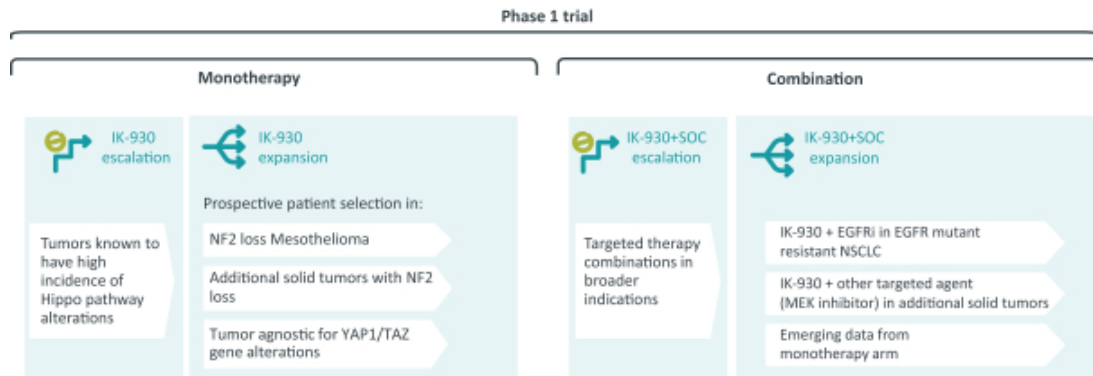 Phase 1 trial
Monotherapy
IK-930
escalation
Tumors known to
have high
incidence of
Hippo pathway
alterations
IK-930
expansion
Prospective patient selection in:
NF2 loss Mesothelioma
Additional solid tumors with NF2
loss
Tumor agnostic for YAP1/TAZ
gene alterations
Combination
IK-930+SOC
escalation
Targeted therapy
combinations in
broader
indications
IK-930+SOC
expansion
IK-930 + EGFRi in EGFR mutant
resistant NSCLC
IK-930 + other targeted agent
(MEK inhibitor) in additional solid tumors
Emerging data from
monotherapy arm